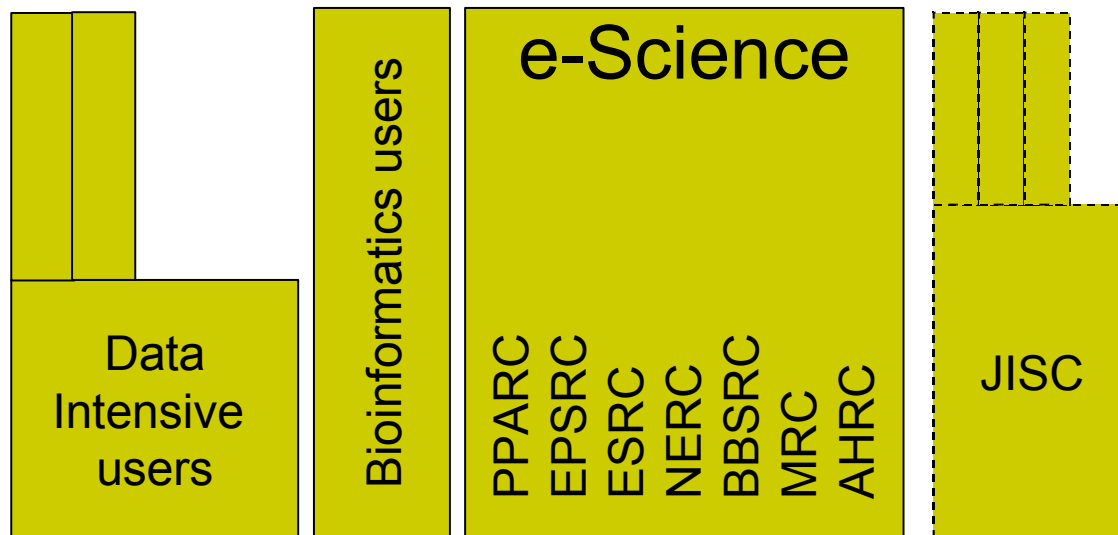 Data
Intensive
users
Bioinformatics users
e-Science
PPARC
EPSRC
ESRC
NERC
BBSRC
MRC
AHRC
JISC